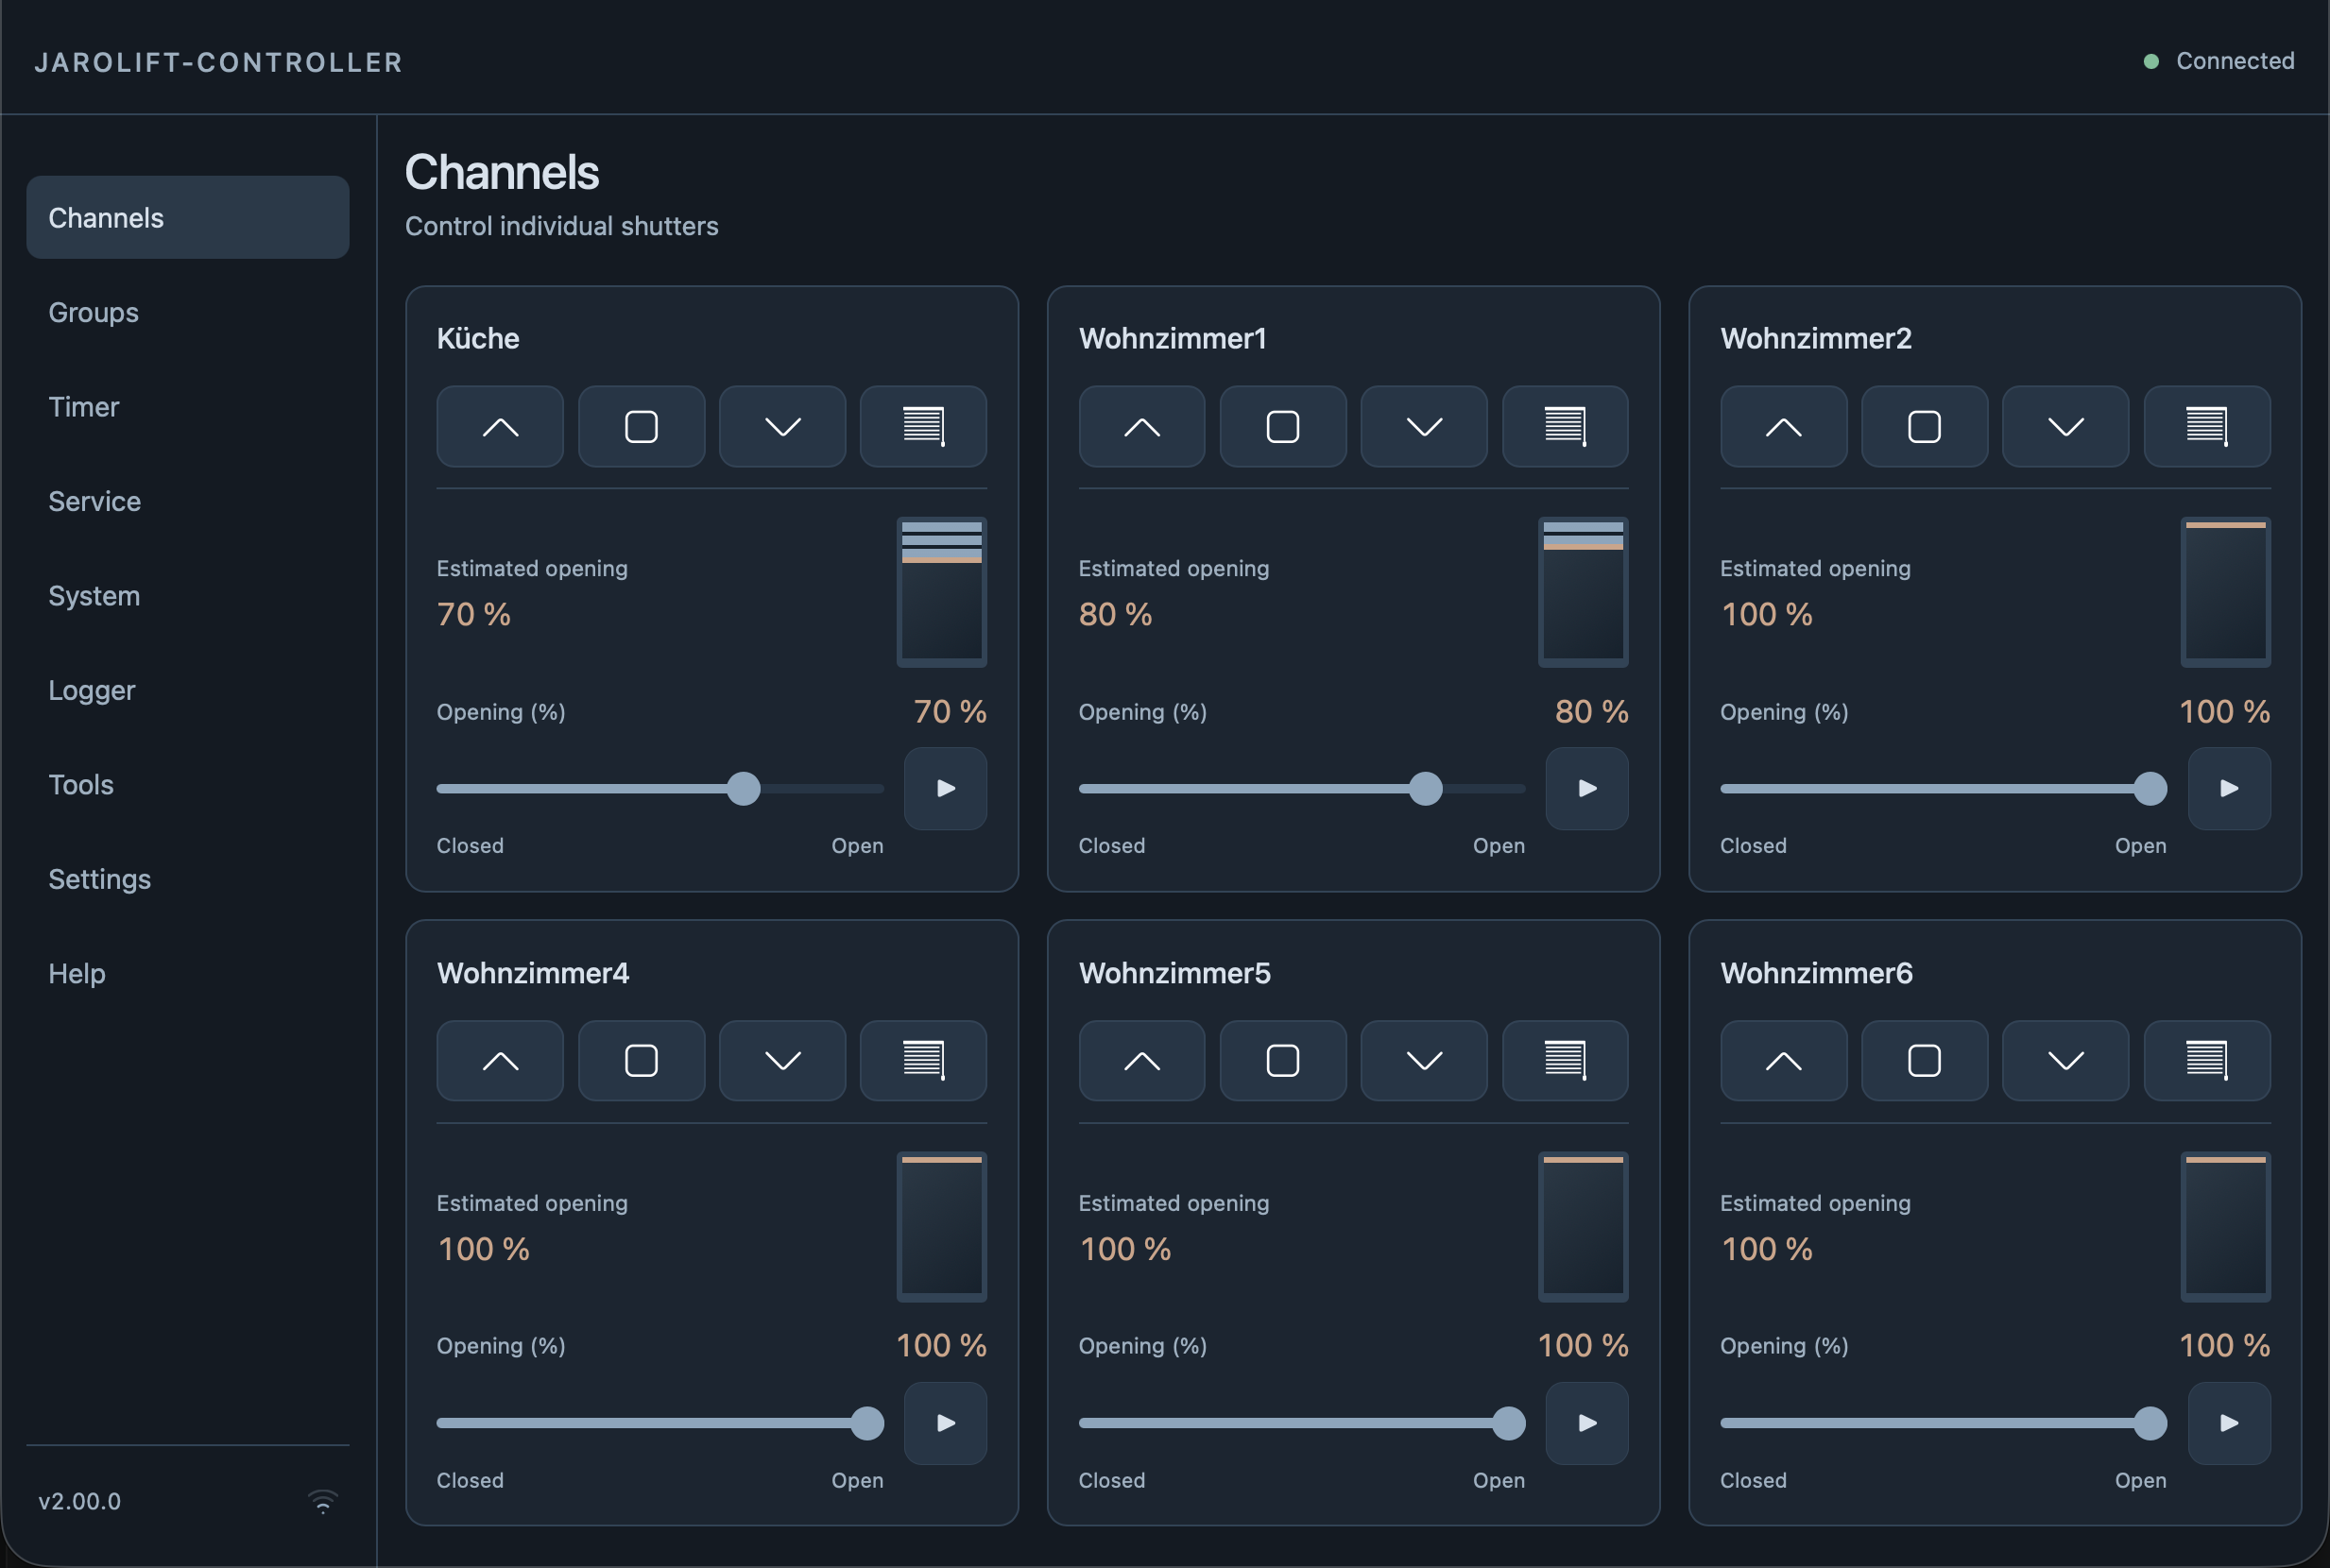 JAROLIFT-CONTROLLER
Connected
Channels
Groups
Timer
Service
System
Logger
Tools
Settings
Help
v2.00.0
Channels
Control individual shutters
Küche
Estimated opening
70 %
Opening (%)
70 %
Closed
Open
Wohnzimmer1
Estimated opening
80 %
Opening (%)
80 %
Closed
Open
Wohnzimmer2
Estimated opening
100 %
Opening (%)
100 %
Closed
Open
Wohnzimmer4
Estimated opening
100 %
Opening (%)
100 %
Closed
Open
Wohnzimmer5
Estimated opening
100 %
Opening (%)
100 %
Closed
Open
Wohnzimmer6
Estimated opening
100 %
Opening (%)
100 %
Closed
Open